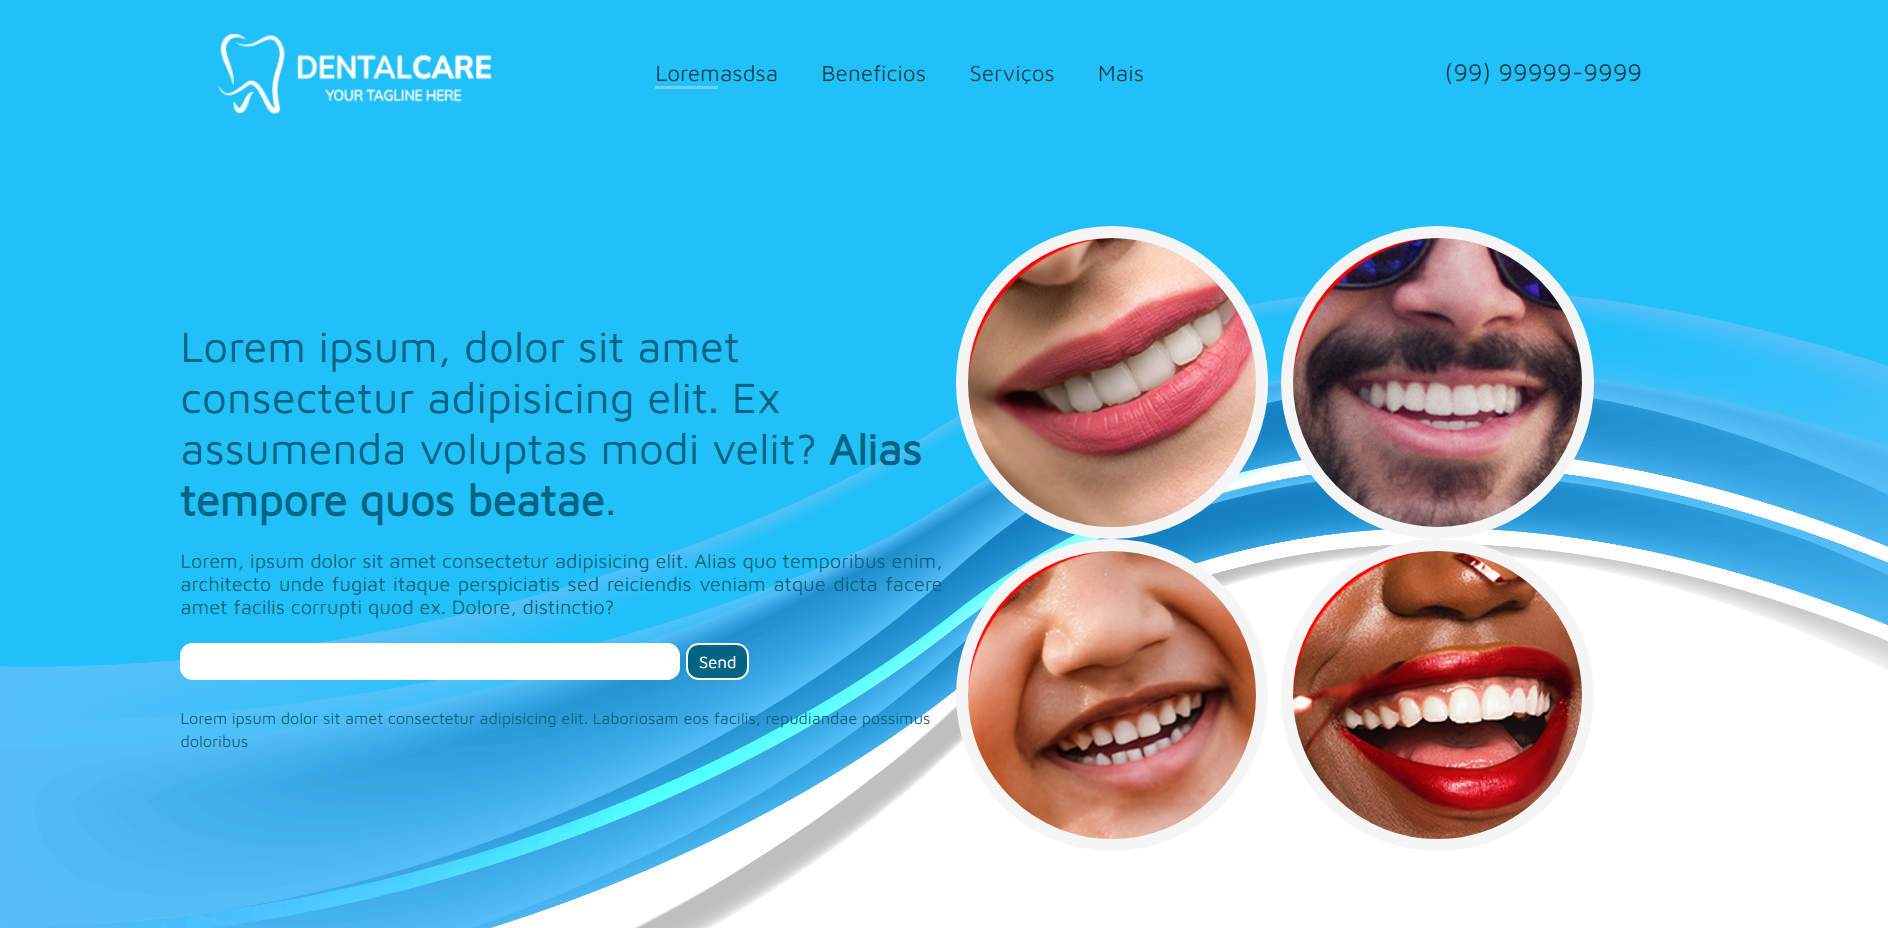 DENTALCARE
YOUR TAGLINE HERE
Loremasdsa Beneficios Serviços Mais
(99) 99999-9999
Lorem ipsum, dolor sit amet
consectetur adipisicing elit. Ex
assumenda voluptas modi velit? Alias
tempore quos beatae.
Lorem, ipsum dolor sit amet consectetur adipisicing elit. Alias quo temporibus enim,
architecto unde fugiat itaque perspiciatis sed reiciendis veniam atque dicta facere
amet facilis corrupti quod ex. Dolore, distinctio?
Send
Lorem ipsum dolor sit amet consectetur adipisicing elit. Laboriosam eos facilis, repudiandae possimus
doloribus